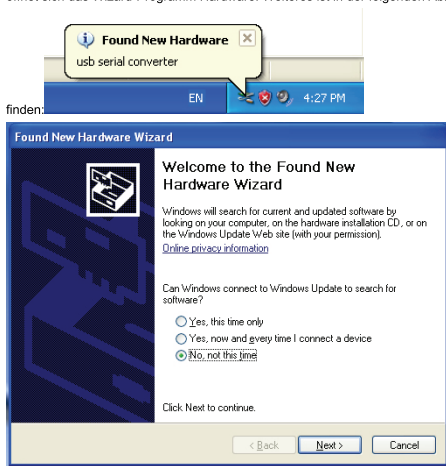 Found New Hardware
usb serial converter
EN 4:27 PM
finden:
Found New Hardware Wizard
Welcome to the Found New
Hardware Wizard
Windows will search for current and updated software by
looking on your computer, on the hardware installation CD, or on
the Windows Update Web site (with your permission).
Online privacy information
Can Windows connect to Windows Update to search for
software?
Yes, this time only
Yes, now and every time I connect a device
No, not this time
Click Next to continue.
< Back Next > Cancel